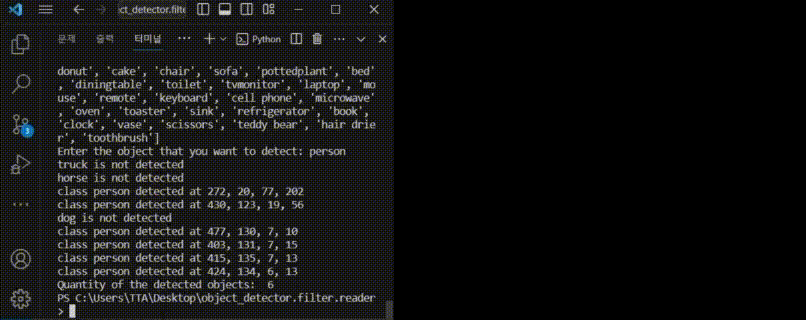 ct_detector.filte
문제 출력 터미널 Python
donut', 'cake', 'chair', 'sofa', 'pottedplant', 'bed'
, 'diningtable', 'toilet', 'tvmonitor', 'laptop', 'mo
use', 'remote', 'keyboard', 'cell phone', 'microwave'
, 'oven', 'toaster', 'sink', 'refrigerator', 'book',
'clock', 'vase', 'scissors', 'teddy bear', 'hair drie
r', 'toothbrush']
Enter the object that you want to detect: person
truck is not detected
horse is not detected
class person detected at 272, 20, 77, 202
class person detected at 430, 123, 19, 56
dog is not detected
class person detected at 477, 130, 7, 10
class person detected at 403, 131, 7, 15
class person detected at 415, 135, 7, 13
class person detected at 424, 134, 6, 13
Quantity of the detected objects:  6
PS C:\Users\TTA\Desktop\object_detector.filter.reader
>
3